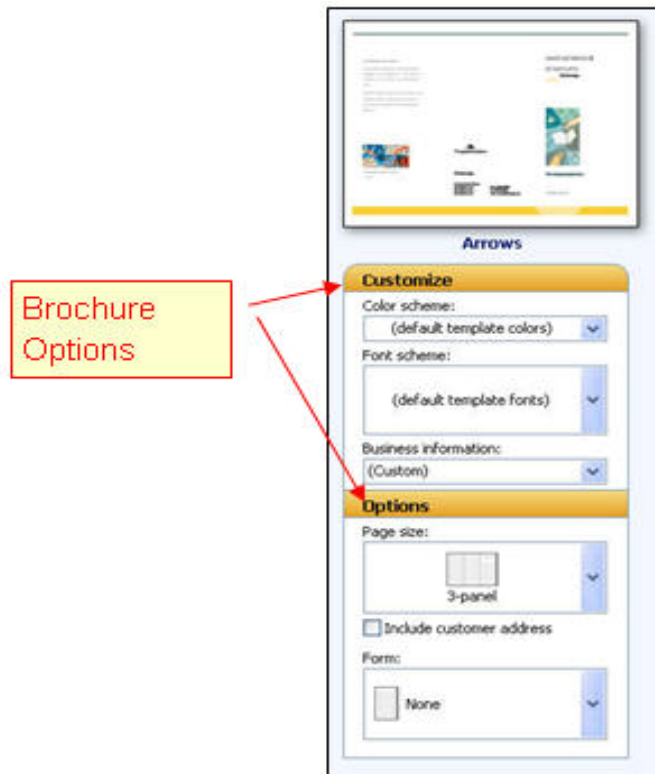 Arrows
Brochure
Options
Customize
Color scheme:
(default template colors)
Font scheme:
(default template fonts)
Business information:
(Custom)
Options
Page size:
3-panel
Include customer address
Form:
None